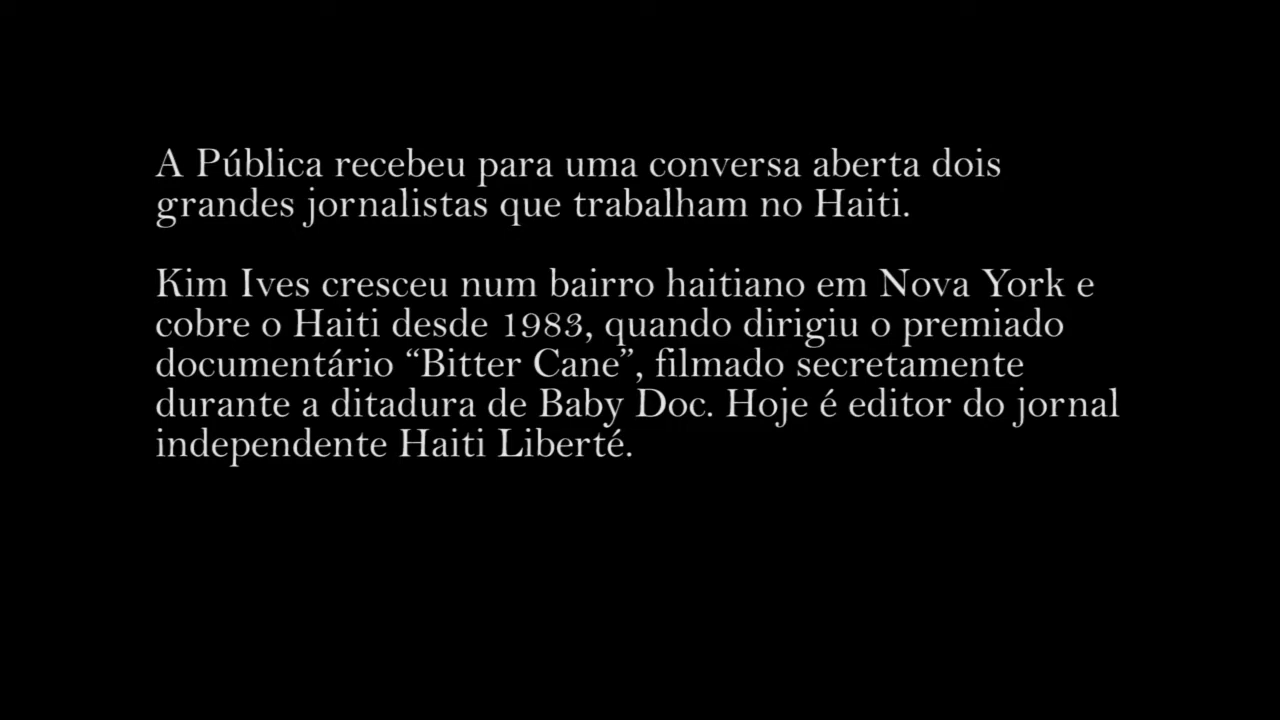 A Pública recebeu para uma conversa aberta dois
grandes jornalistas que trabalham no Haiti.
Kim Ives cresceu num bairro haitiano em Nova York e
cobre o Haiti desde 1983, quando dirigiu o premiado
documentário “Bitter Cane”, filmado secretamente
durante a ditadura de Baby Doc. Hoje é editor do jornal
independente Haiti Liberté.